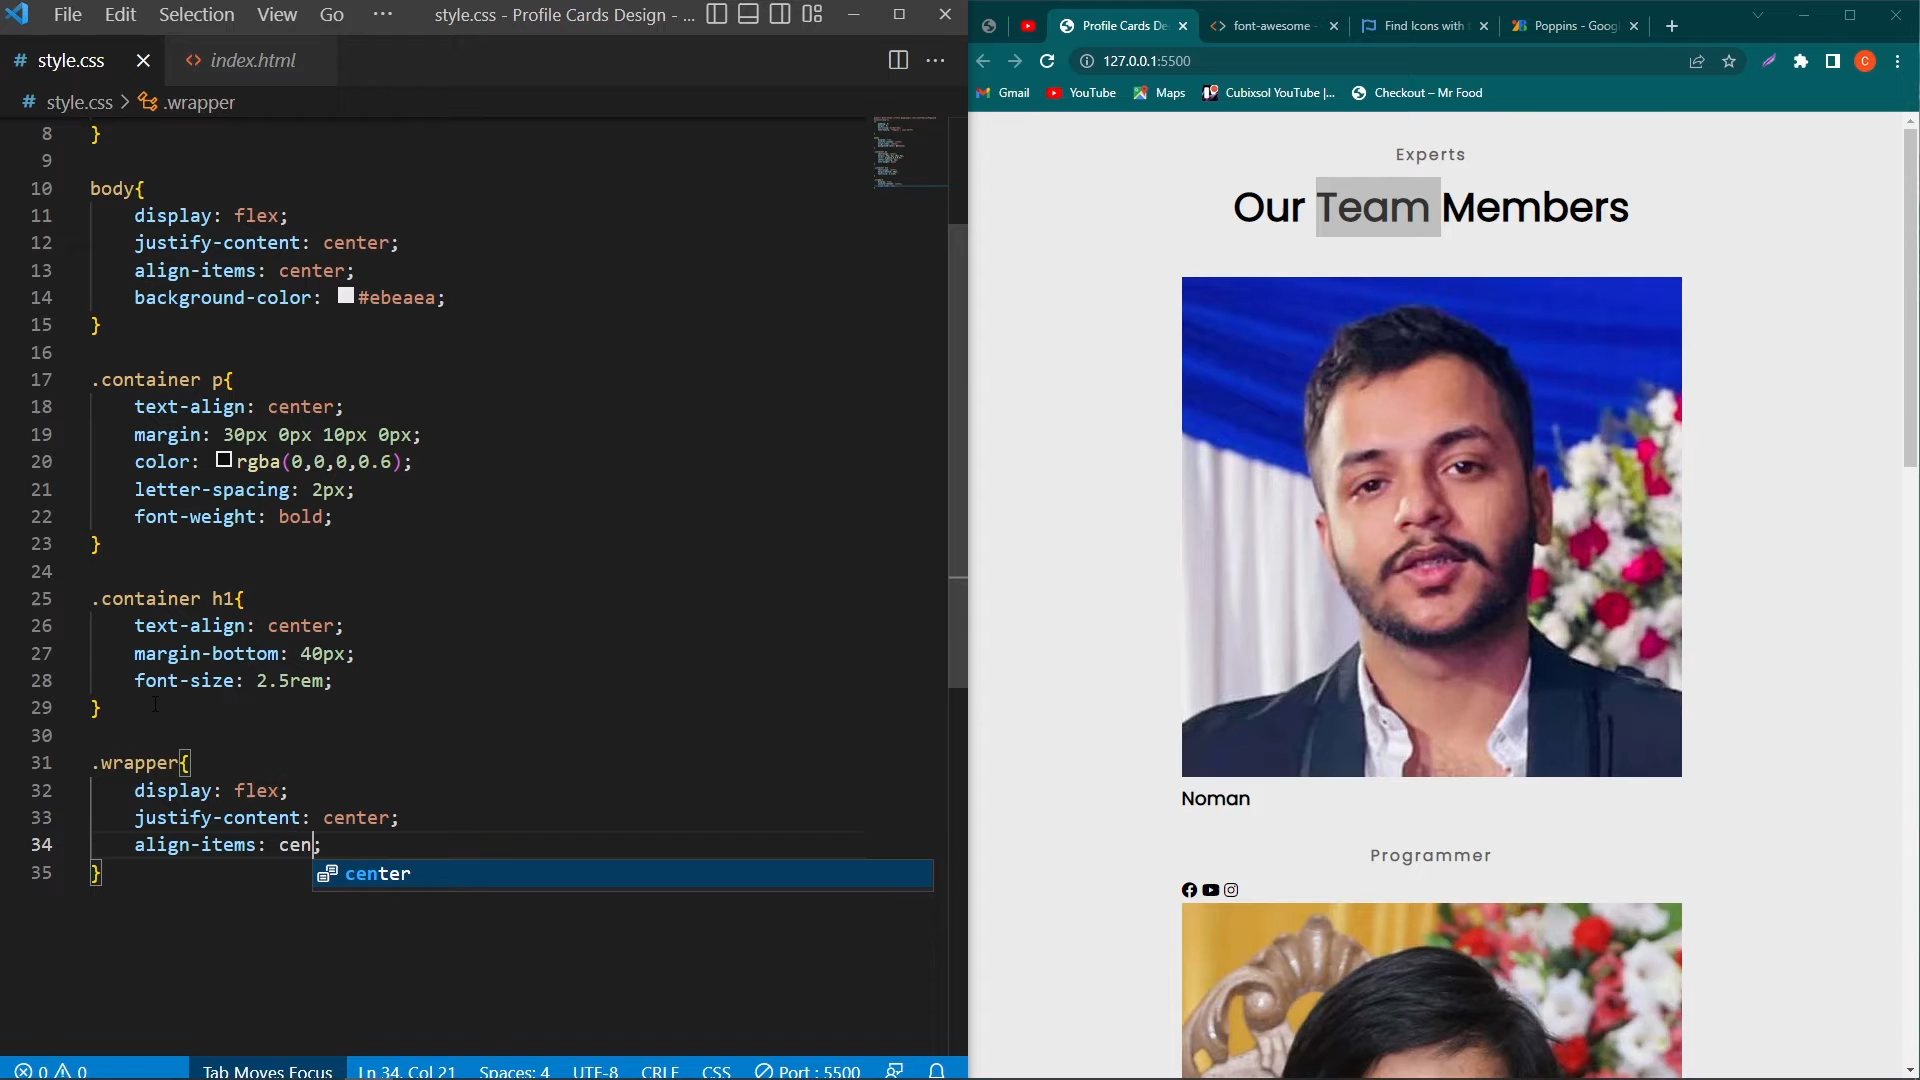 File Edit Selection View Go ··· style.css - Profile Cards Design - ...
# style.css index.html
# style.css > .wrapper
8 }
9
10 body{
11 display: flex;
12 justify-content: center;
13 align-items: center;
14 background-color: #ebeaea;
15 }
16
17 .container p{
18 text-align: center;
19 margin: 30px 0px 10px 0px;
20 color: rgba(0,0,0,0.6);
21 letter-spacing: 2px;
22 font-weight: bold;
23 }
24
25 .container h1{
26 text-align: center;
27 margin-bottom: 40px;
28 font-size: 2.5rem;
29 }
30
31 .wrapper{
32 display: flex;
33 justify-content: center;
34 align-items: cen;
35 }
center
0 0 Tab Moves Focus Ln 34, Col 21 Spaces: 4 UTF-8 CRLF CSS Port : 5500
Profile Cards De font-awesome - Find Icons with Poppins - Goog
127.0.0.1:5500 C
Gmail YouTube Maps Cubixsol YouTube |... Checkout – Mr Food
Experts
Our Team Members
Noman
Programmer